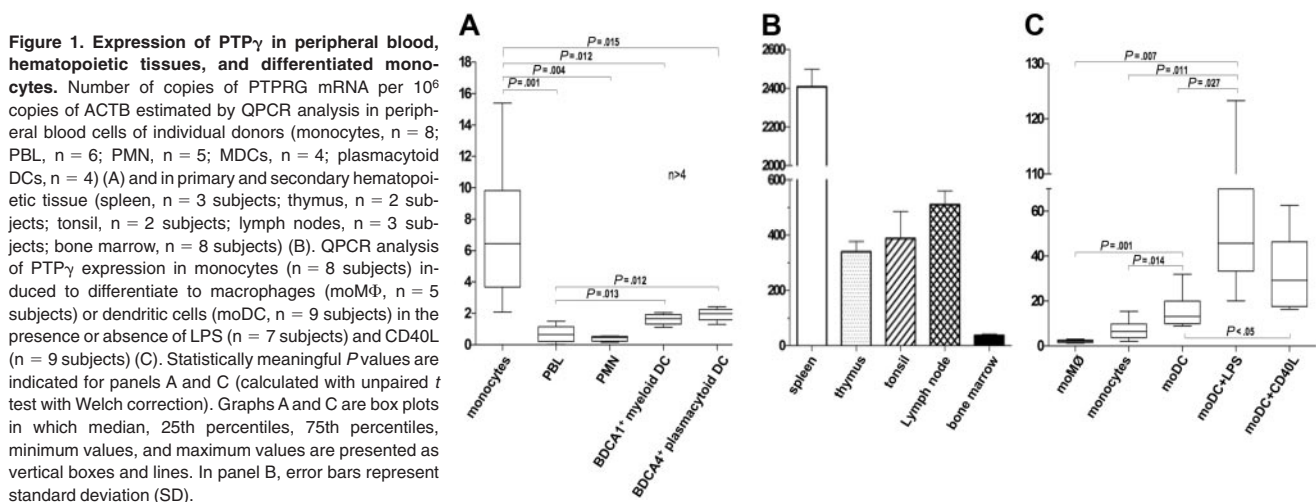 Figure 1. Expression of PTPγ in peripheral blood,
hematopoietic tissues, and differentiated mono-
cytes. Number of copies of PTPRG mRNA per 10⁶
copies of ACTB estimated by QPCR analysis in periph-
eral blood cells of individual donors (monocytes, n = 8;
PBL, n = 6; PMN, n = 5; MDCs, n = 4; plasmacytoid
DCs, n = 4) (A) and in primary and secondary hematopoi-
etic tissue (spleen, n = 3 subjects; thymus, n = 2 sub-
jects; tonsil, n = 2 subjects; lymph nodes, n = 3 sub-
jects; bone marrow, n = 8 subjects) (B). QPCR analysis
of PTPγ expression in monocytes (n = 8 subjects) in-
duced to differentiate to macrophages (moMΦ, n = 5
subjects) or dendritic cells (moDC, n = 9 subjects) in the
presence or absence of LPS (n = 7 subjects) and CD40L
(n = 9 subjects) (C). Statistically meaningful P values are
indicated for panels A and C (calculated with unpaired t
test with Welch correction). Graphs A and C are box plots
in which median, 25th percentiles, 75th percentiles,
minimum values, and maximum values are presented as
vertical boxes and lines. In panel B, error bars represent
standard deviation (SD).
A
P=.015
P=.012
P=.004
P=.001
n>4
P=.012
P=.013
18
16
14
12
10
8
6
4
2
0
monocytes
PBL
PMN
BDCA1⁺ myeloid DC
BDCA4⁺ plasmacytoid DC
B
2600
2400
2200
2000
600
400
200
0
spleen
thymus
tonsil
Lymph node
bone marrow
C
P=.007
P=.011
P=.027
P=.001
P=.014
P<.05
130
120
110
60
40
20
0
moMØ
monocytes
moDC
moDC+LPS
moDC+CD40L